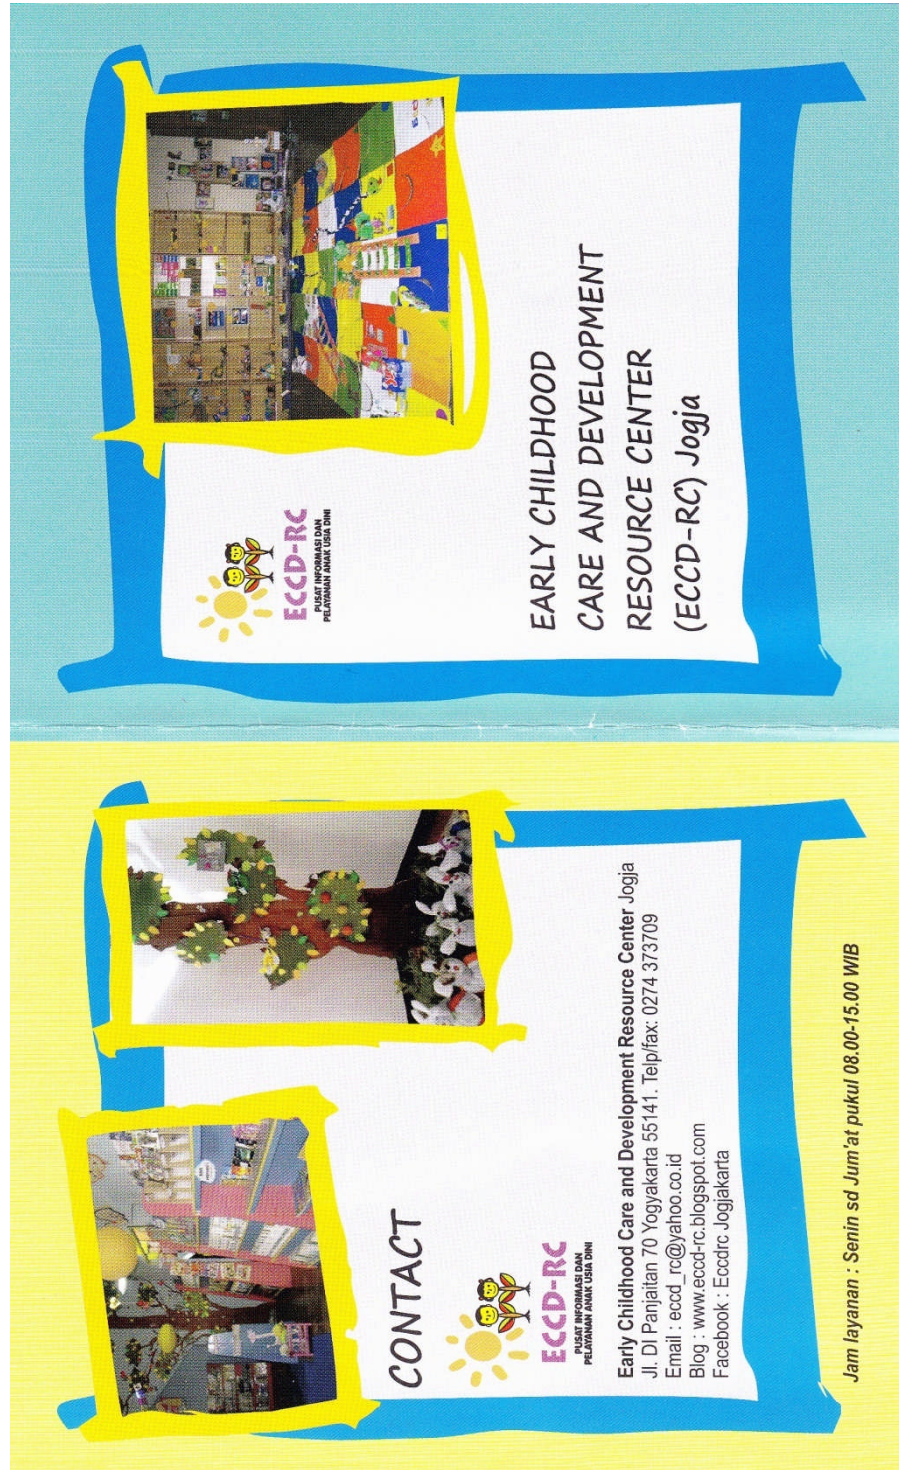 CONTACT
ECCD-RC
PUSAT INFORMASI DAN
PELAYANAN ANAK USIA DINI
Early Childhood Care and Development Resource Center Jogja
Jl. DI Panjaitan 70 Yogyakarta 55141. Telp/fax: 0274 373709
Email : eccd_rc@yahoo.co.id
Blog : www.eccd-rc.blogspot.com
Facebook : Eccdrc Jogjakarta
Jam layanan : Senin sd Jum'at pukul 08.00-15.00 WIB
ECCD-RC
PUSAT INFORMASI DAN
PELAYANAN ANAK USIA DINI
EARLY CHILDHOOD
CARE AND DEVELOPMENT
RESOURCE CENTER
(ECCD-RC) Jogja